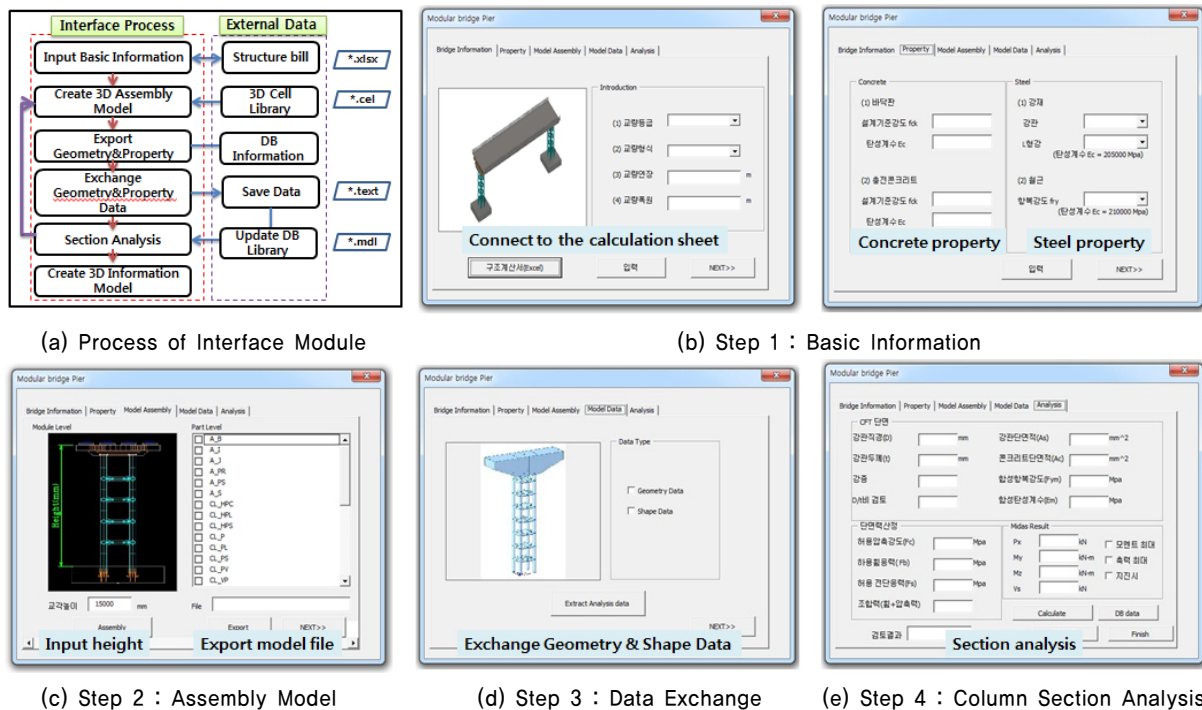 Interface Process
External Data
Input Basic Information
Structure bill
*.xlsx
Create 3D Assembly
Model
3D Cell
Library
*.cel
Export
Geometry&Property
DB
Information
Exchange
Geometry&Property
Data
Save Data
*.text
Section Analysis
Update DB
Library
*.mdl
Create 3D Information
Model
(a) Process of Interface Module
Modular bridge Pier
Bridge Information
Property
Model Assembly
Model Data
Analysis
Introduction
(1) 교량등급
(2) 교량형식
(3) 교량연장
m
(4) 교량폭원
m
Connect to the calculation sheet
구조계산서(Excel)
입력
NEXT>>
Modular bridge Pier
Bridge Information
Property
Model Assembly
Model Data
Analysis
Concrete
(1) 바닥판
설계기준강도 fck
탄성계수 Ec
(2) 충전콘크리트
설계기준강도 fck
탄성계수 Ec
Steel
(1) 강재
강관
L형강
(탄성계수 Ec = 205000 Mpa)
(2) 철근
항복강도 fry
(탄성계수 Ec = 210000 Mpa)
Concrete property
Steel property
입력
NEXT>>
(b) Step 1 : Basic Information
Modular bridge Pier
Bridge Information
Property
Model Assembly
Model Data
Analysis
Module Level
Height(mm)
Part Level
A_B
A_I
A_J
A_PR
A_PS
A_S
CL_HPC
CL_HPL
CL_HPS
CL_P
CL_PL
CL_PS
CL_PV
CL_VP
교각높이
15000
mm
File
Assembly
Export
NEXT>>
Input height
Export model file
(c) Step 2 : Assembly Model
Modular bridge Pier
Bridge Information
Property
Model Assembly
Model Data
Analysis
Data Type
Geometry Data
Shape Data
Extract Analysis data
NEXT>>
Exchange Geometry & Shape Data
(d) Step 3 : Data Exchange
Modular bridge Pier
Bridge Information
Property
Model Assembly
Model Data
Analysis
CFT 단면
강관직경(D)
mm
강관단면적(As)
mm^2
강관두께(t)
mm
콘크리트단면적(Ac)
mm^2
강종
합성항복강도(Fym)
Mpa
D/t비 검토
합성탄성계수(Em)
Mpa
단면력산정
허용압축강도(Fc)
Mpa
허용휨응력( Fb)
Mpa
허용 전단응력(Fs)
Mpa
조합력(휨+압축력)
Midas Result
Px
kN
모멘트 최대
My
kN-m
축력 최대
Mz
kN-m
지진시
Vs
kN
Calculate
DB data
검토결과
Finish
Section analysis
(e) Step 4 : Column Section Analysis